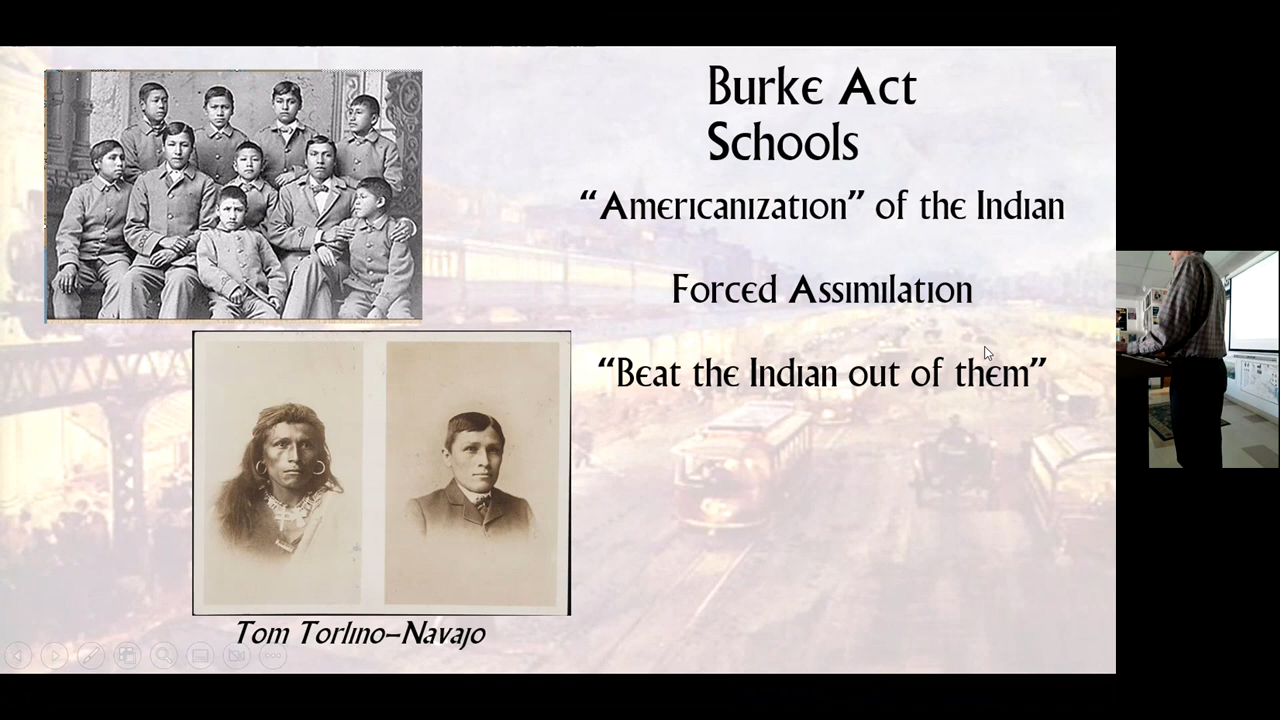 Burke Act
Schools
“Americanization” of the Indian
Forced Assimilation
“Beat the Indian out of them”
Tom Torlino–Navajo